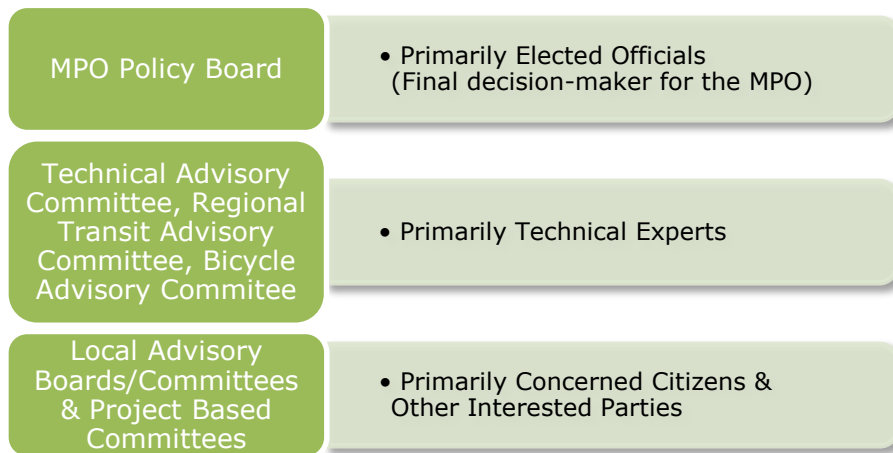 MPO Policy Board
• Primarily Elected Officials
(Final decision-maker for the MPO)
Technical Advisory
Committee, Regional
Transit Advisory
Committee, Bicycle
Advisory Commitee
• Primarily Technical Experts
Local Advisory
Boards/Committees
& Project Based
Committees
• Primarily Concerned Citizens &
Other Interested Parties